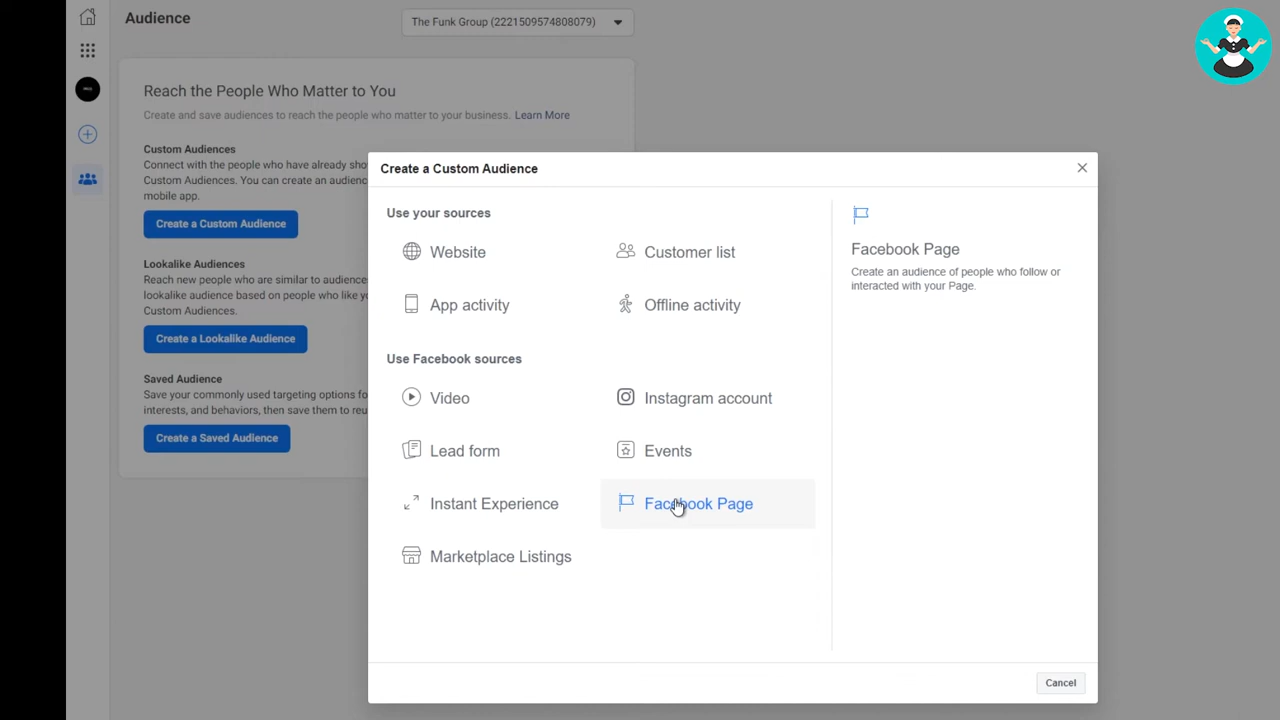 Audience
The Funk Group (2221509574808079)
Reach the People Who Matter to You
Create and save audiences to reach the people who matter to your business. Learn More
Custom Audiences
Connect with the people who have already sho
Custom Audiences. You can create an audienc
mobile app.
Create a Custom Audience
Lookalike Audiences
Reach new people who are similar to audience
lookalike audience based on people who like yo
Custom Audiences.
Create a Lookalike Audience
Saved Audience
Save your commonly used targeting options fo
interests, and behaviors, then save them to reu
Create a Saved Audience
Create a Custom Audience
Use your sources
Website
Customer list
App activity
Offline activity
Use Facebook sources
Video
Instagram account
Lead form
Events
Instant Experience
Facebook Page
Marketplace Listings
Facebook Page
Create an audience of people who follow or
interacted with your Page.
Cancel